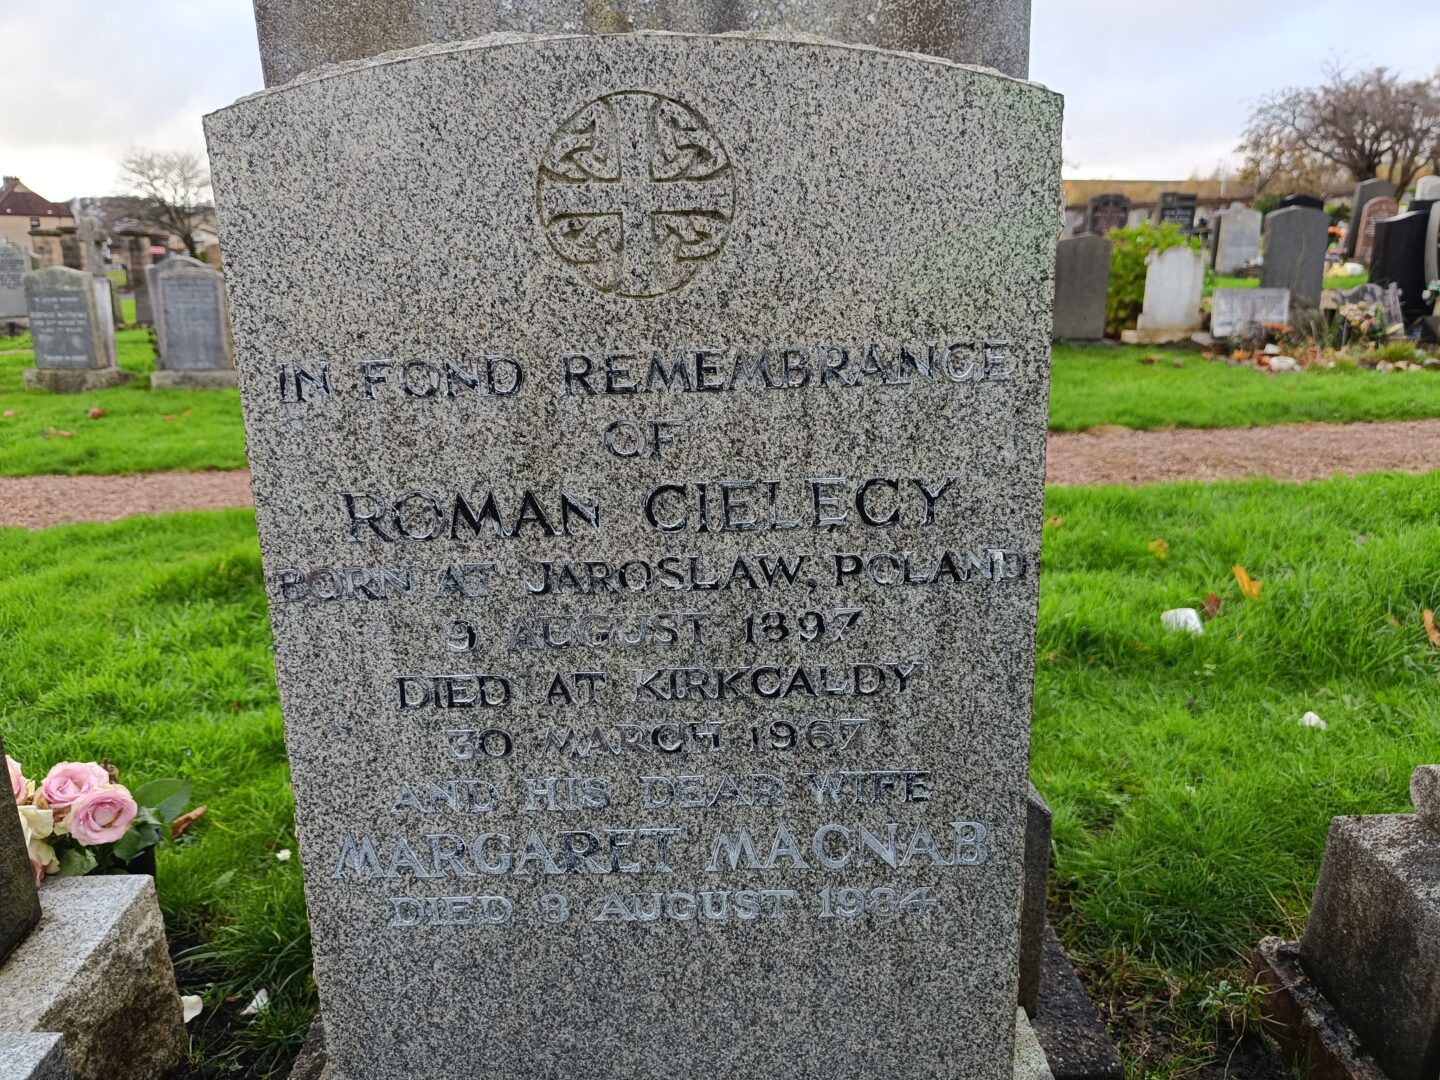 IN FOND REMEMBRANCE
OF
ROMAN CIELECY
BORN AT JAROSLAW, POLAND
9 AUGUST 1897
DIED AT KIRKCALDY
30 MARCH 1967
AND HIS DEAR WIFE
MARGARET MACNAB
DIED 3 AUGUST 1984